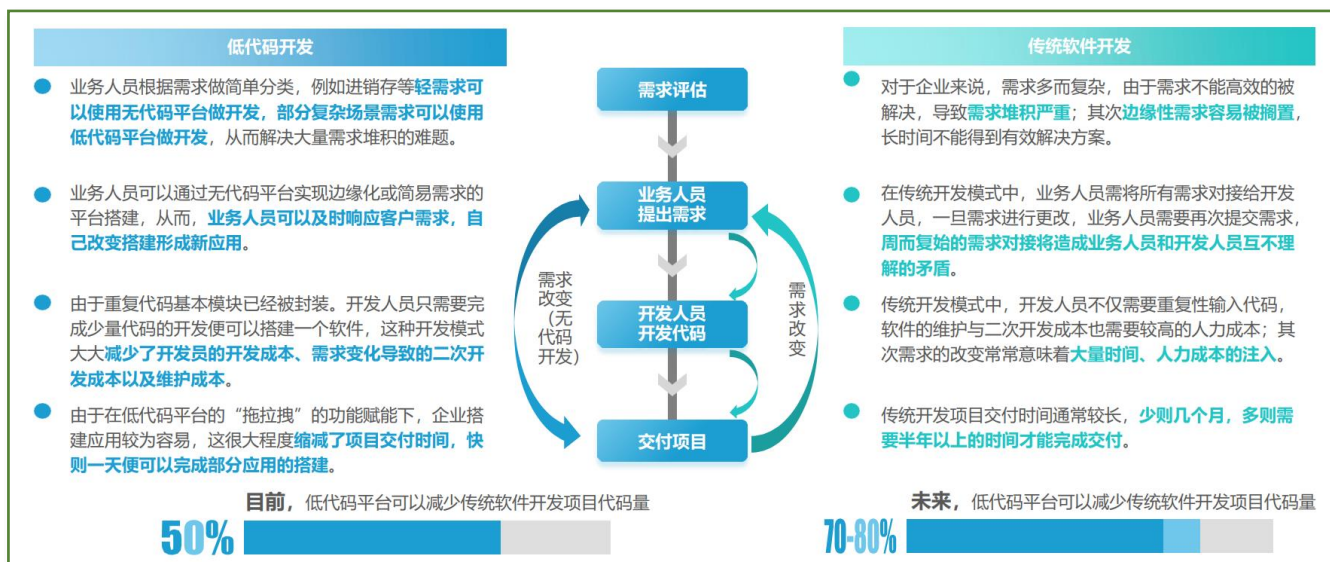 低代码开发
业务人员根据需求做简单分类，例如进销存等轻需求可
以使用无代码平台做开发，部分复杂场景需求可以使用
低代码平台做开发，从而解决大量需求堆积的难题。
业务人员可以通过无代码平台实现边缘化或简易需求的
平台搭建，从而，业务人员可以及时响应客户需求，自
己改变搭建形成新应用。
由于重复代码基本模块已经被封装。开发人员只需要完
成少量代码的开发便可以搭建一个软件，这种开发模式
大大减少了开发员的开发成本、需求变化导致的二次开
发成本以及维护成本。
由于在低代码平台的“拖拉拽”的功能赋能下，企业搭
建应用较为容易，这很大程度缩减了项目交付时间，快
则一天便可以完成部分应用的搭建。
需求评估
业务人员
提出需求
开发人员
开发代码
交付项目
需求
改变
（无
代码
开发）
需求改变
传统软件开发
对于企业来说，需求多而复杂，由于需求不能高效的被
解决，导致需求堆积严重；其次边缘性需求容易被搁置，
长时间不能得到有效解决方案。
在传统开发模式中，业务人员需将所有需求对接给开发
人员，一旦需求进行更改，业务人员需要再次提交需求，
周而复始的需求对接将造成业务人员和开发人员互不理
解的矛盾。
传统开发模式中，开发人员不仅需要重复性输入代码，
软件的维护与二次开发成本也需要较高的人力成本；其
次需求的改变常常意味着大量时间、人力成本的注入。
传统开发项目交付时间通常较长，少则几个月，多则需
要半年以上的时间才能完成交付。
目前，低代码平台可以减少传统软件开发项目代码量
50%
未来，低代码平台可以减少传统软件开发项目代码量
70-80%